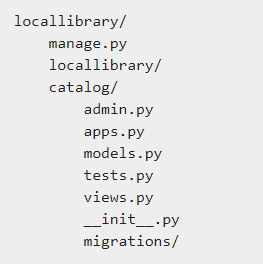 locallibrary/
    manage.py
    locallibrary/
    catalog/
        admin.py
        apps.py
        models.py
        tests.py
        views.py
        __init__.py
        migrations/